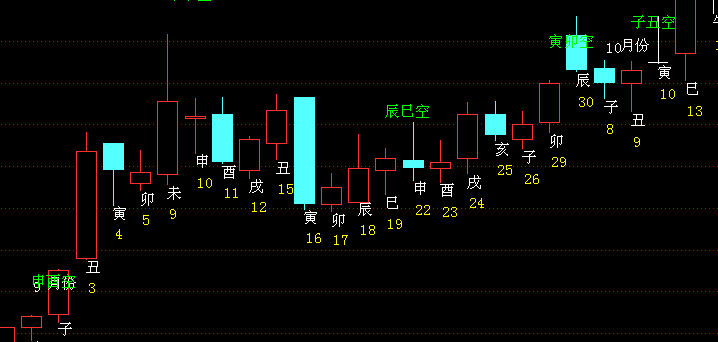 子丑空
寅卯空
10月份
辰巳空
申酉空
9月份
子
丑
3
寅
4
卯
5
未
9
申
10
酉
11
戌
12
丑
15
寅
16
卯
17
辰
18
巳
19
申
22
酉
23
戌
24
亥
25
子
26
卯
29
辰
30
子
8
丑
9
寅
10
巳
13